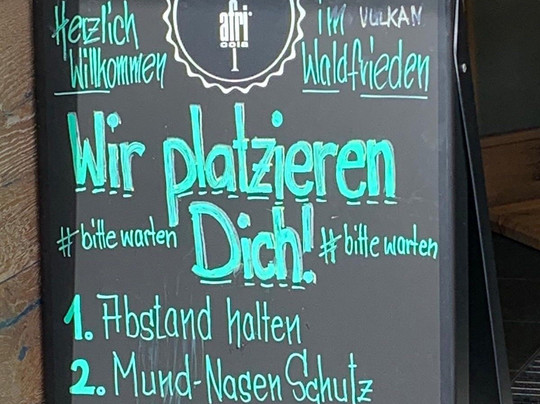 Herzlich
Willkommen
afri
cola
im VULKAN
Waldfrieden
Wir platzieren
Dich!
#bitte warten
#bitte warten
1. Abstand halten
2. Mund-Nasen Schutz